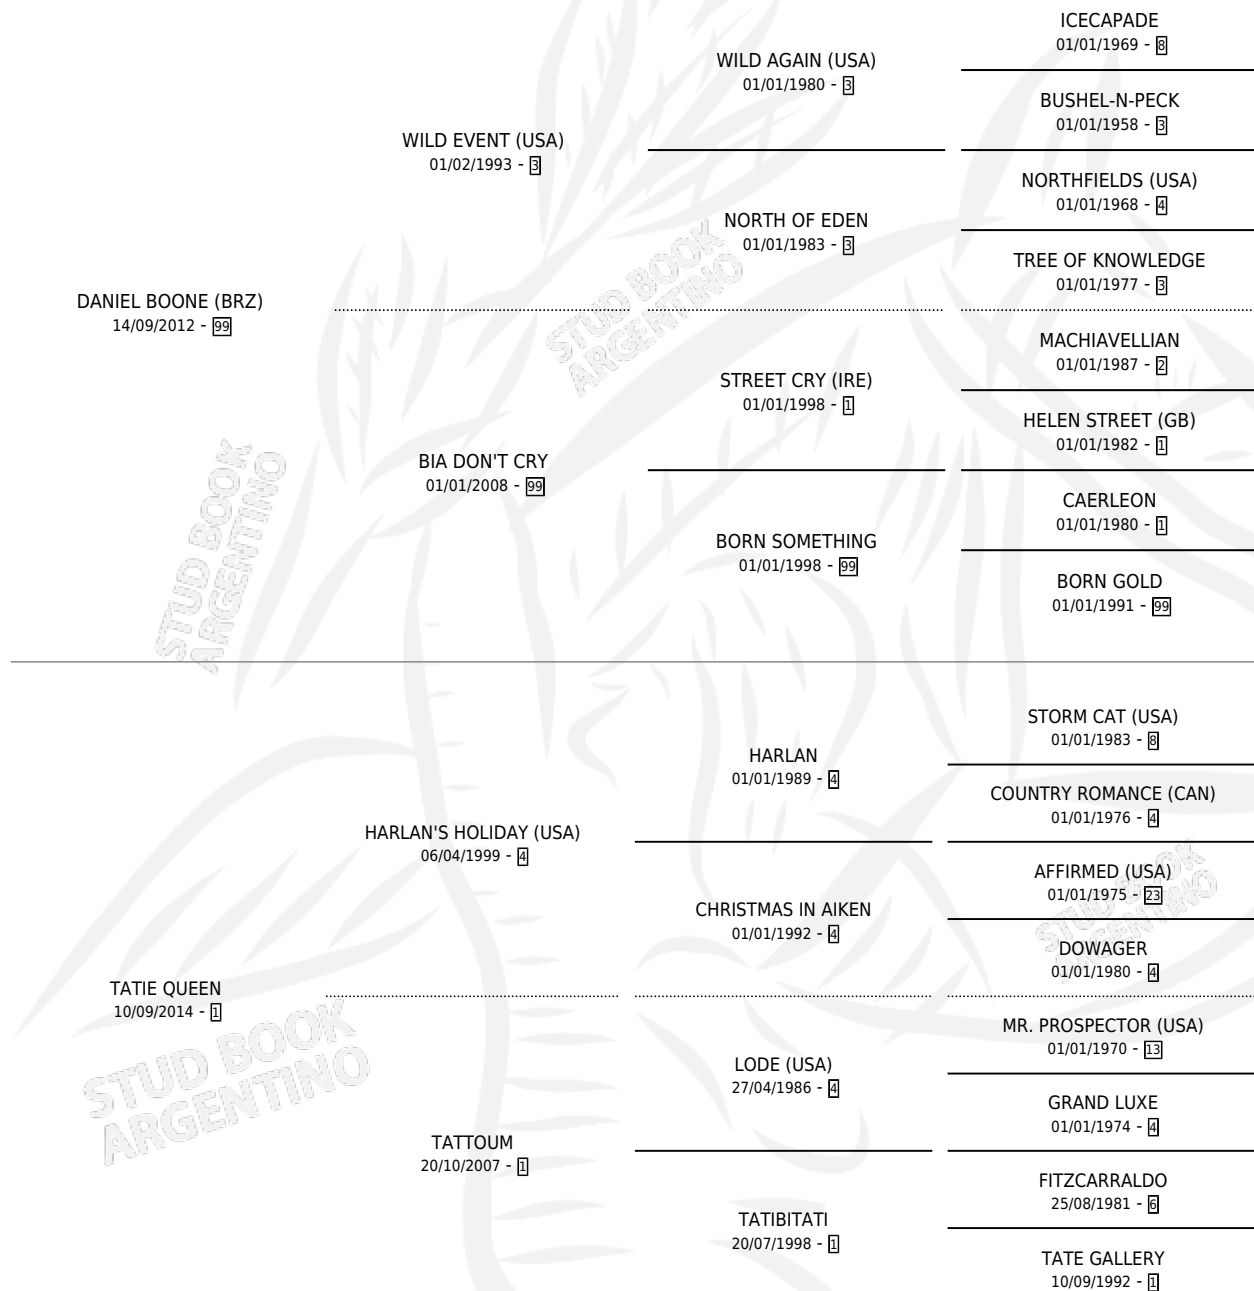 ICECAPADE
01/01/1969 - 8
WILD AGAIN (USA)
01/01/1980 - 3
BUSHEL-N-PECK
01/01/1958 - 3
WILD EVENT (USA)
01/02/1993 - 3
NORTHFIELDS (USA)
01/01/1968 - 4
NORTH OF EDEN
01/01/1983 - 3
TREE OF KNOWLEDGE
01/01/1977 - 3
DANIEL BOONE (BRZ)
14/09/2012 - 99
STUD BOOK
ARGENTINO
MACHIAVELLIAN
01/01/1987 - 2
STREET CRY (IRE)
01/01/1998 - 1
HELEN STREET (GB)
01/01/1982 - 1
BIA DON'T CRY
01/01/2008 - 99
CAERLEON
01/01/1980 - 1
BORN SOMETHING
01/01/1998 - 99
BORN GOLD
01/01/1991 - 99
STUD BOOK
ARGENTINO
STORM CAT (USA)
01/01/1983 - 8
HARLAN
01/01/1989 - 4
COUNTRY ROMANCE (CAN)
01/01/1976 - 4
HARLAN'S HOLIDAY (USA)
06/04/1999 - 4
AFFIRMED (USA)
01/01/1975 - 23
CHRISTMAS IN AIKEN
01/01/1992 - 4
STUD BOOK
ARGENTINO
DOWAGER
01/01/1980 - 4
TATIE QUEEN
10/09/2014 - 1
MR. PROSPECTOR (USA)
01/01/1970 - 13
STUD BOOK
ARGENTINO
LODE (USA)
27/04/1986 - 4
GRAND LUXE
01/01/1974 - 4
TATTOUM
20/10/2007 - 1
FITZCARRALDO
25/08/1981 - 6
TATIBITATI
20/07/1998 - 1
TATE GALLERY
10/09/1992 - 1